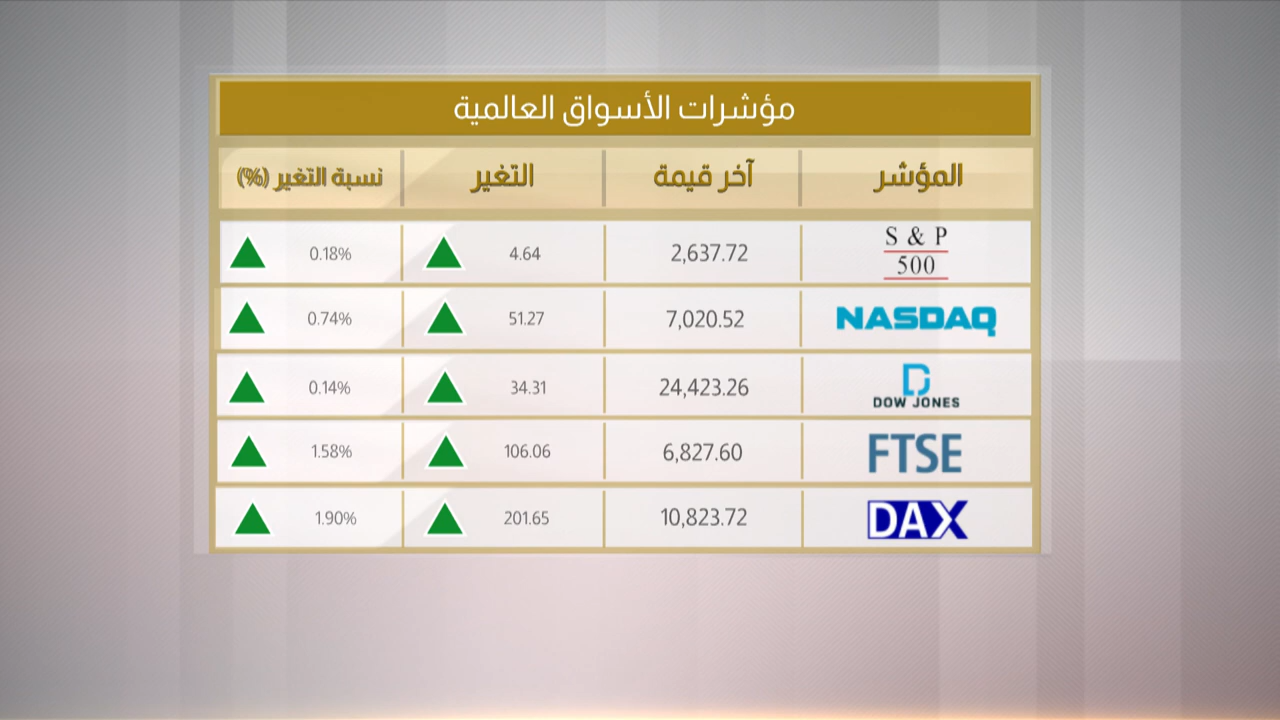 مؤشرات الأسواق العالمية
المؤشر آخر قيمة التغير نسبة التغير (%)
S & P
500
2,637.72 4.64 0.18%
NASDAQ 7,020.52 51.27 0.74%
DOW JONES 24,423.26 34.31 0.14%
FTSE 6,827.60 106.06 1.58%
DAX 10,823.72 201.65 1.90%